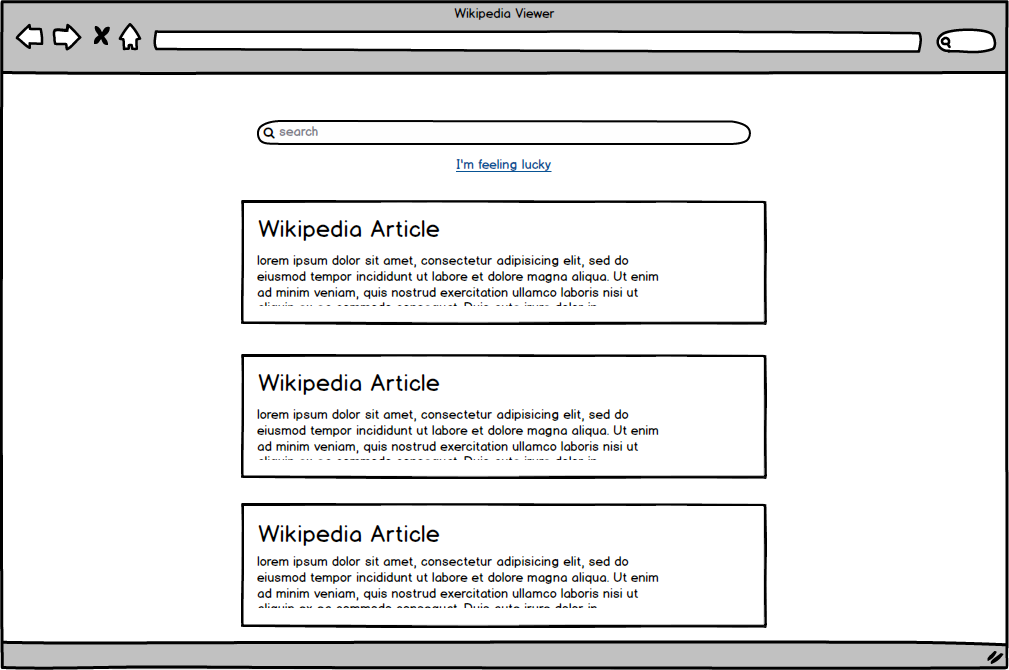 Wikipedia Viewer
search
I'm feeling lucky
Wikipedia Article
lorem ipsum dolor sit amet, consectetur adipisicing elit, sed do
eiusmod tempor incididunt ut labore et dolore magna aliqua. Ut enim
ad minim veniam, quis nostrud exercitation ullamco laboris nisi ut
Wikipedia Article
lorem ipsum dolor sit amet, consectetur adipisicing elit, sed do
eiusmod tempor incididunt ut labore et dolore magna aliqua. Ut enim
ad minim veniam, quis nostrud exercitation ullamco laboris nisi ut
Wikipedia Article
lorem ipsum dolor sit amet, consectetur adipisicing elit, sed do
eiusmod tempor incididunt ut labore et dolore magna aliqua. Ut enim
ad minim veniam, quis nostrud exercitation ullamco laboris nisi ut